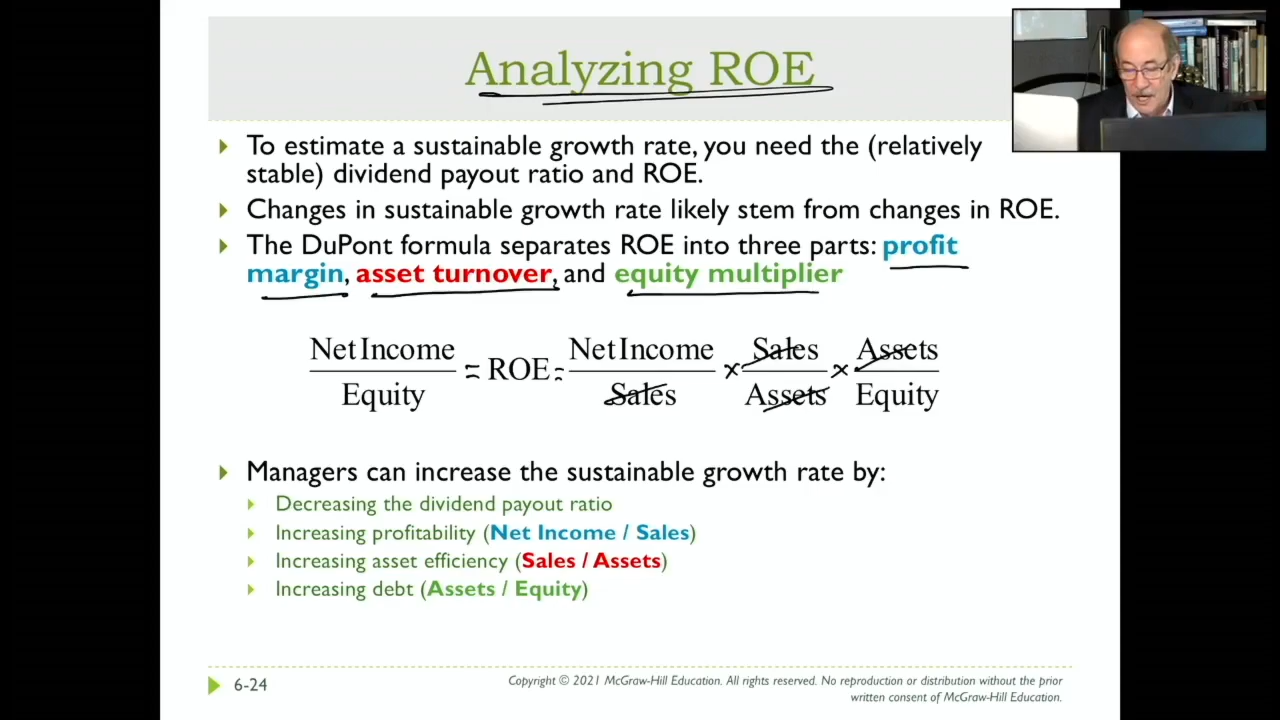 Analyzing ROE
To estimate a sustainable growth rate, you need the (relatively
stable) dividend payout ratio and ROE.
Changes in sustainable growth rate likely stem from changes in ROE.
The DuPont formula separates ROE into three parts: profit
margin, asset turnover, and equity multiplier
Net Income / Equity = ROE = Net Income / Sales × Sales / Assets × Assets / Equity
Managers can increase the sustainable growth rate by:
Decreasing the dividend payout ratio
Increasing profitability (Net Income / Sales)
Increasing asset efficiency (Sales / Assets)
Increasing debt (Assets / Equity)
6-24
Copyright © 2021 McGraw-Hill Education. All rights reserved. No reproduction or distribution without the prior
written consent of McGraw-Hill Education.